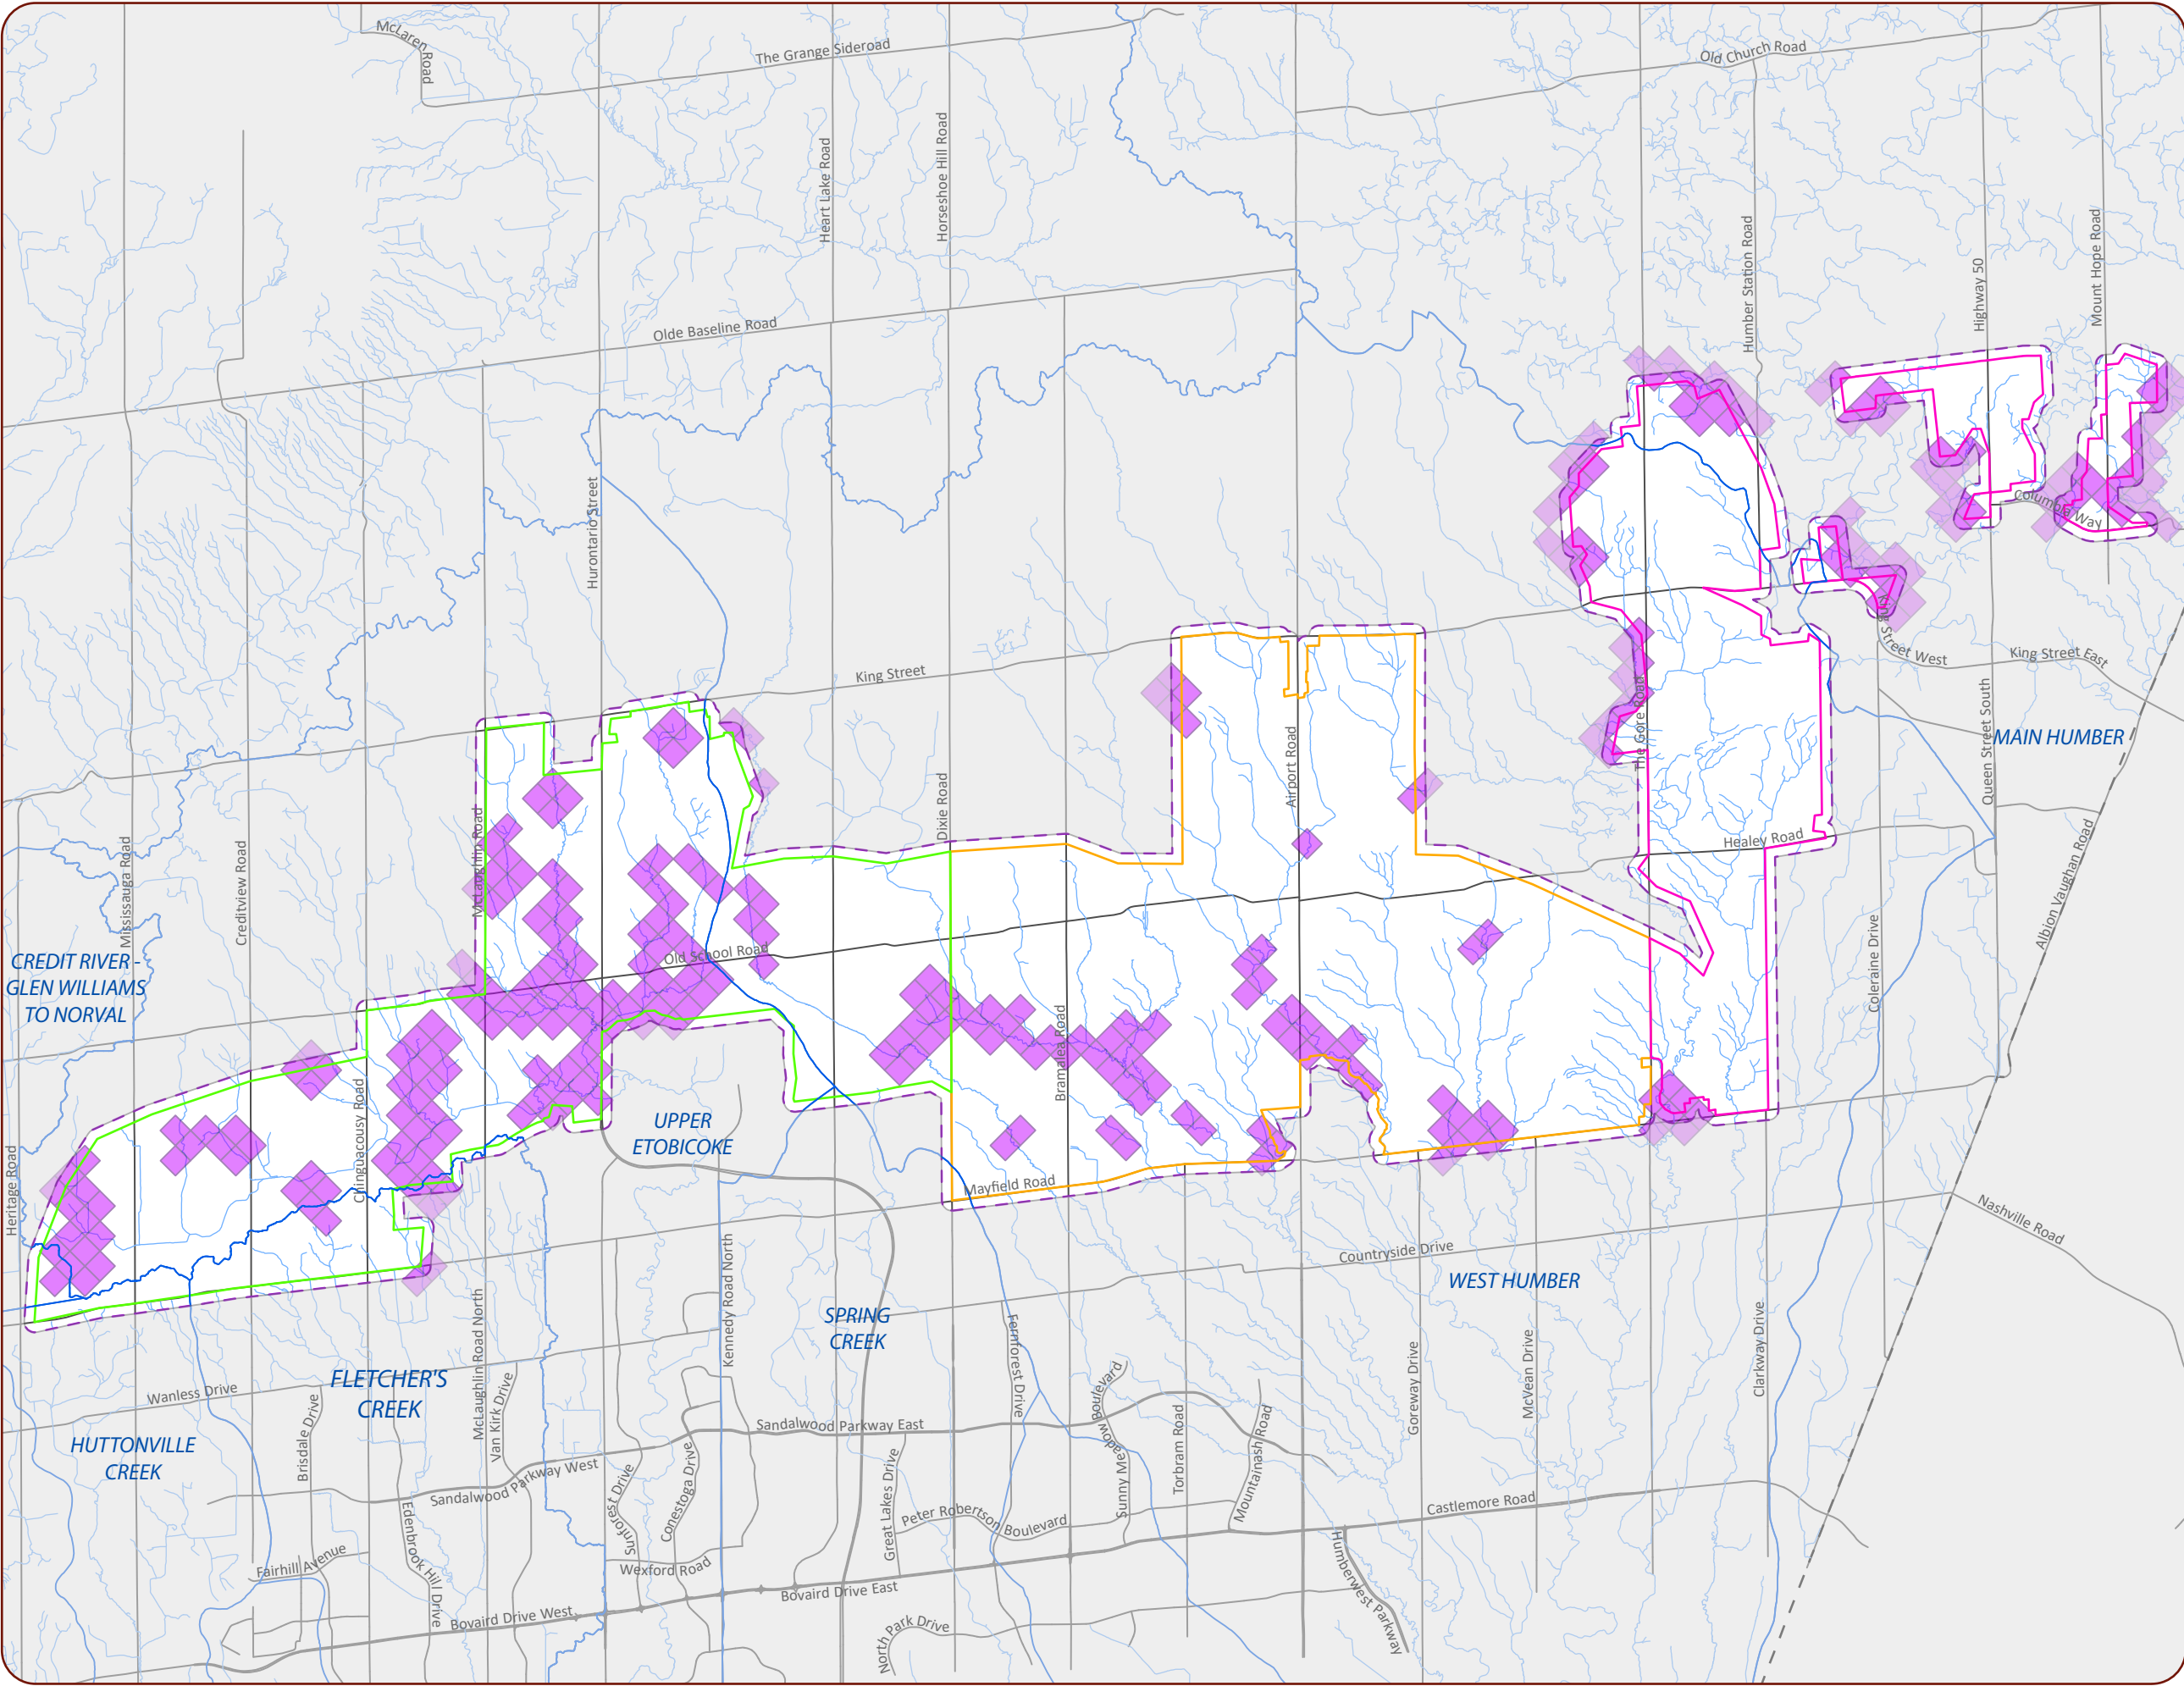 McLaren
Road
The Grange Sideroad
Old Church Road
Heart Lake Road
Horseshoe Hill Road
Humber Station Road
Highway 50
Mount Hope Road
Olde Baseline Road
Hurontario Street
Columbia Way
King Street
King Street West
King Street East
The Gore Road
Queen Street South
MAIN HUMBER
Airport Road
Dixie Road
McLaughlin Road
Mississauga Road
Creditview Road
Healey Road
Albion Vaughan Road
Coleraine Drive
Old School Road
CREDIT RIVER -
GLEN WILLIAMS
TO NORVAL
Bramalea Road
Chinguacousy Road
Heritage Road
UPPER
ETOBICOKE
Mayfield Road
Nashville Road
Countryside Drive
WEST HUMBER
Kennedy Road North
SPRING
CREEK
McLaughlin Road North
Fernforest Drive
Goreway Drive
McVean Drive
Clarkway Drive
FLETCHER'S
CREEK
Wanless Drive
Brisdale Drive
Van Kirk Drive
Sunny Meadow Boulevard
Torbram Road
Mountainash Road
Sandalwood Parkway East
HUTTONVILLE
CREEK
Sandalwood Parkway West
Sunforest Drive
Conestoga Drive
Great Lakes Drive
Peter Robertson Boulevard
Castlemore Road
Edenbrook Hill Drive
Fairhill Avenue
Wexford Road
Bovaird Drive East
Bovaird Drive West
Humberwest Parkway
North Park Drive